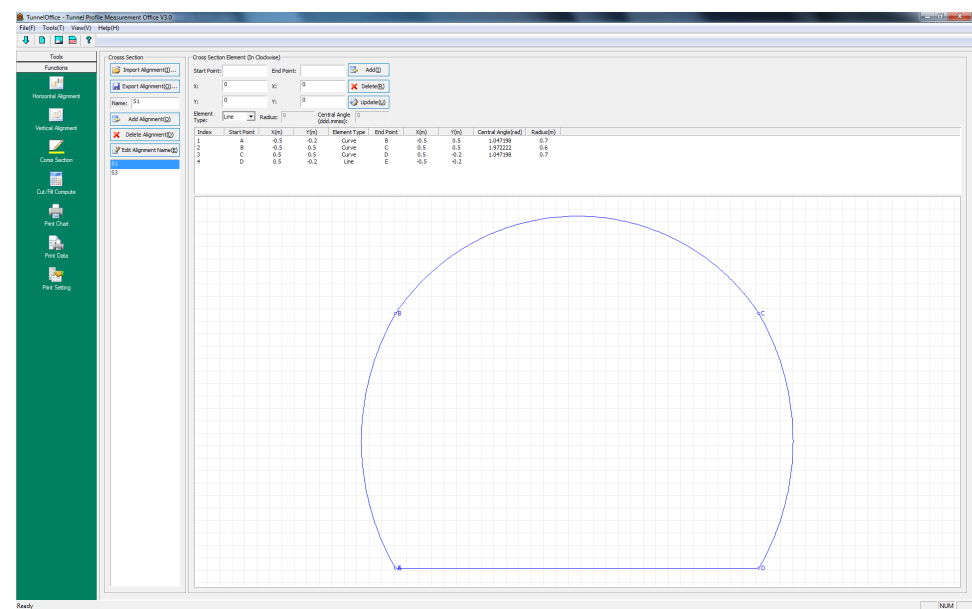 TunnelOffice - Tunnel Profile Measurement Office V3.0
File(F) Tools(T) View(V) Help(H)
Tools
Functions
Horizontal Alignment
Vertical Alignment
Corss Section
Cut/Fill Compute
Print Chart
Print Data
Print Setting
Crosss Section
Import Alignment(I)...
Export Alignment(O)...
Name: S1
Add Alignment(Q)
Delete Alignment(D)
Edit Alignment Name(E)
S1
S3
Cross Section Element (In Clockwise)
Start Point: End Point: Add(I)
X: 0 X: 0 Delete(R)
Y: 0 Y: 0 Update(U)
Element Type: Line Radius: 0 Central Angle (ddd.mmss): 0
Index Start Point X(m) Y(m) Element Type End Point X(m) Y(m) Central Angle(rad) Radius(m)
1 A -0.5 -0.2 Curve B -0.5 0.5 1.047198 0.7
2 B -0.5 0.5 Curve C 0.5 0.5 1.972222 0.6
3 C 0.5 0.5 Curve D 0.5 -0.2 1.047198 0.7
4 D 0.5 -0.2 Line E -0.5 -0.2
B
C
D
Ready
NUM